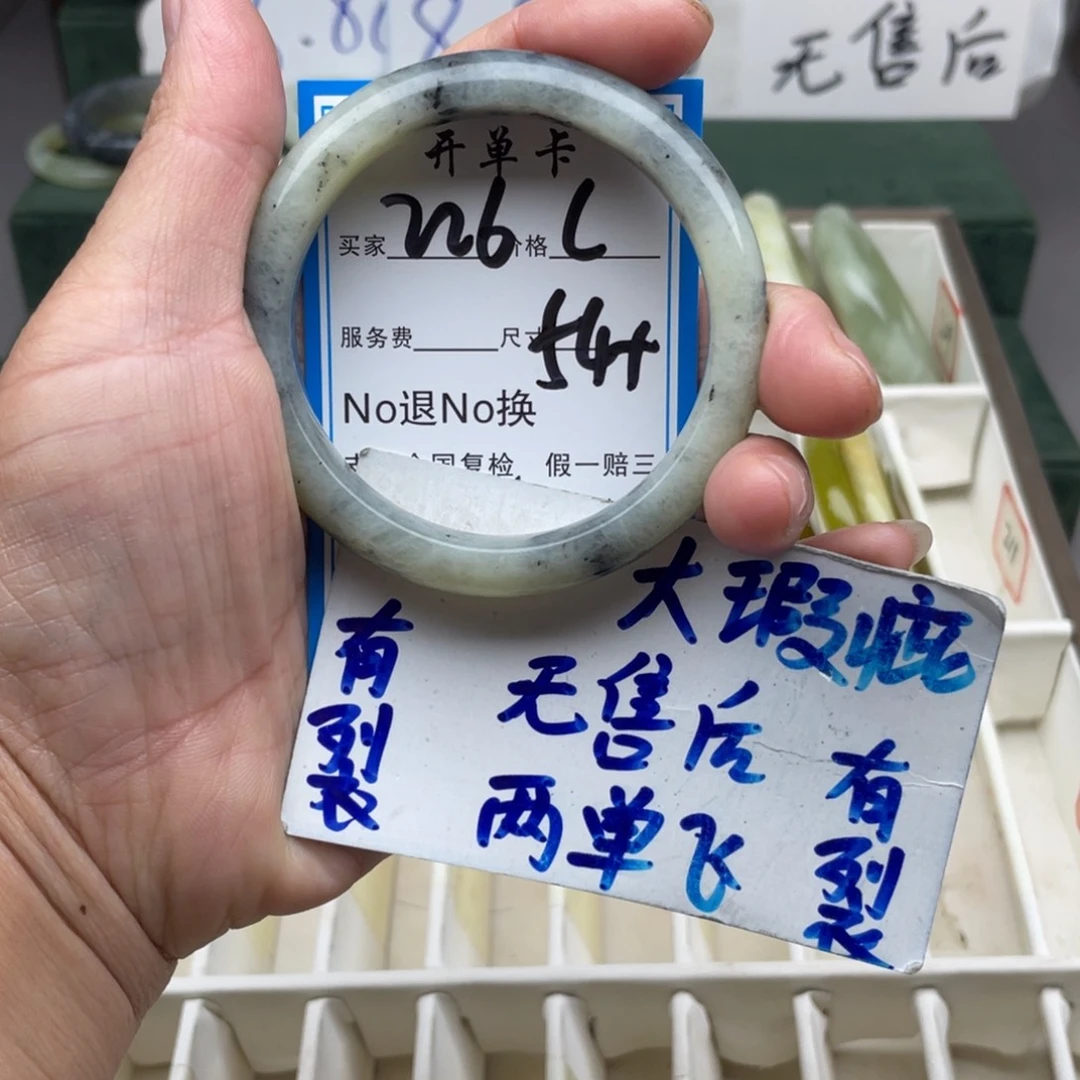 无售后
开单卡
买家 n6 价格 L
服务费 尺寸 54+
No退No换
全国复检,假一赔三
大瑕疵
无售后
两单飞
有裂
有裂